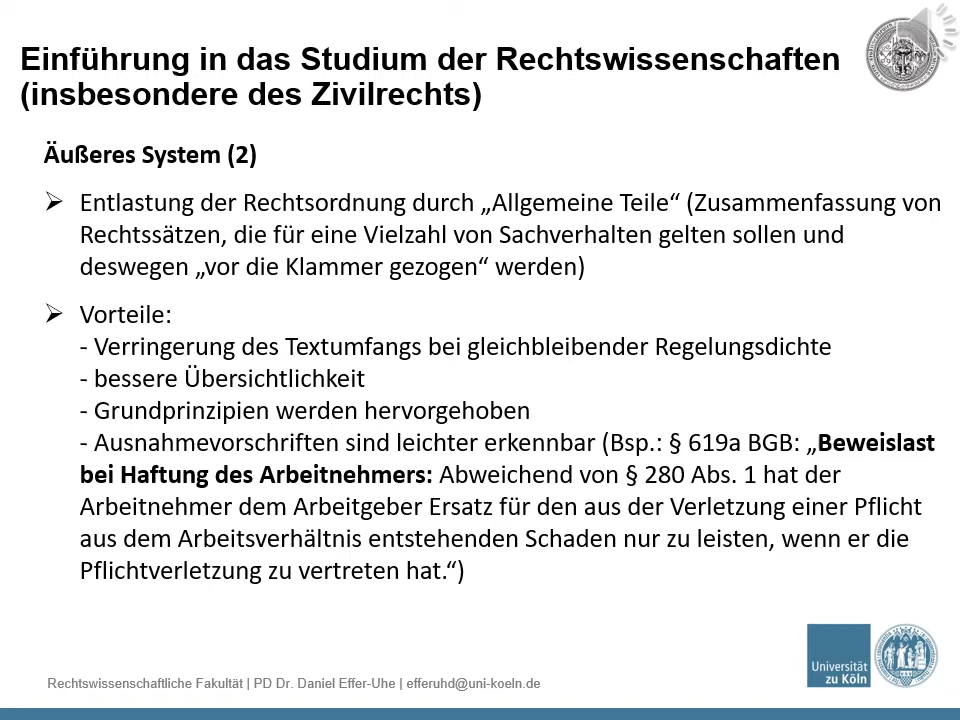 Einführung in das Studium der Rechtswissenschaften
(insbesondere des Zivilrechts)
Äußeres System (2)
➢ Entlastung der Rechtsordnung durch „Allgemeine Teile“ (Zusammenfassung von
Rechtssätzen, die für eine Vielzahl von Sachverhalten gelten sollen und
deswegen „vor die Klammer gezogen“ werden)
➢ Vorteile:
- Verringerung des Textumfangs bei gleichbleibender Regelungsdichte
- bessere Übersichtlichkeit
- Grundprinzipien werden hervorgehoben
- Ausnahmevorschriften sind leichter erkennbar (Bsp.: § 619a BGB: „Beweislast
bei Haftung des Arbeitnehmers: Abweichend von § 280 Abs. 1 hat der
Arbeitnehmer dem Arbeitgeber Ersatz für den aus der Verletzung einer Pflicht
aus dem Arbeitsverhältnis entstehenden Schaden nur zu leisten, wenn er die
Pflichtverletzung zu vertreten hat.“)
Universität
zu Köln
Rechtswissenschaftliche Fakultät | PD Dr. Daniel Effer-Uhe | efferuhd@uni-koeln.de